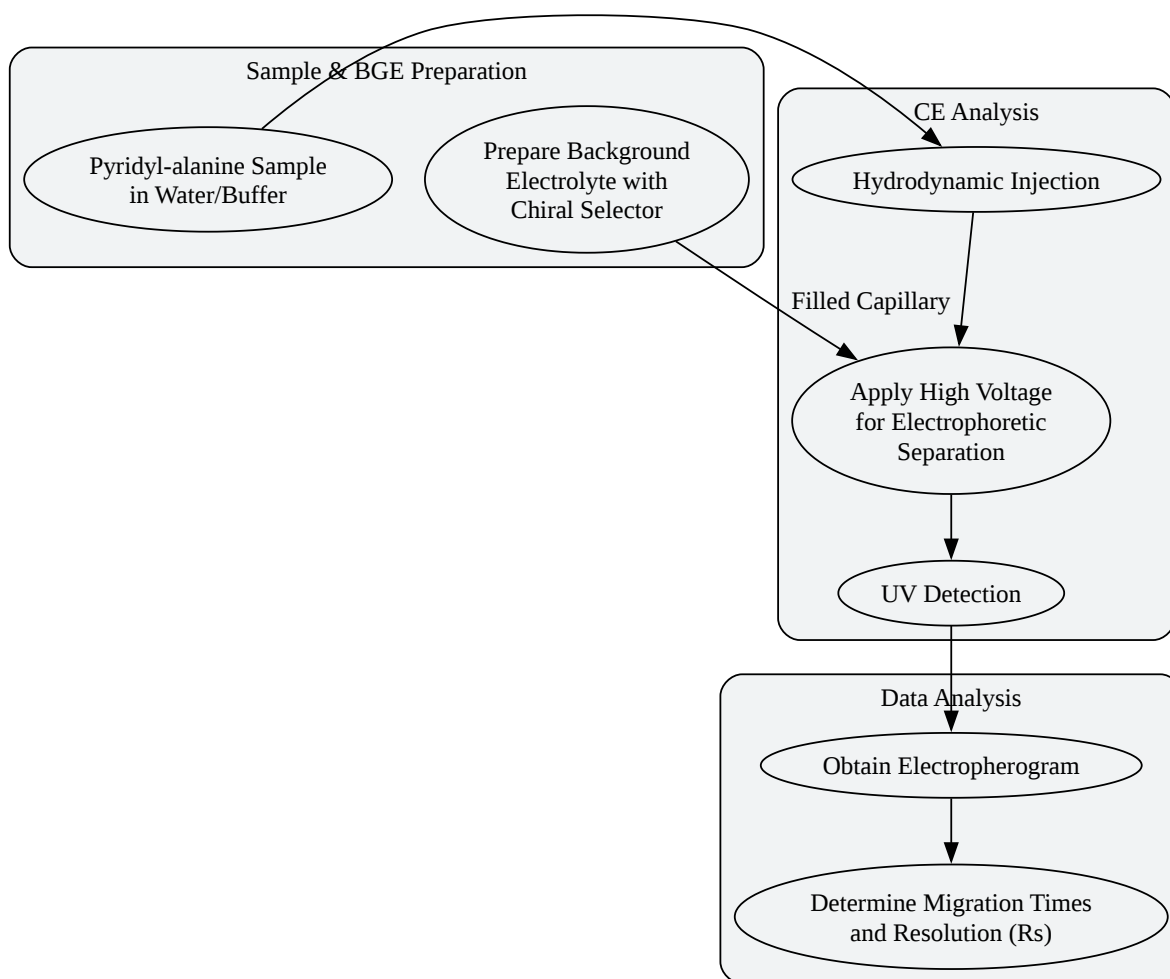 Sample & BGE Preparation
Pyridyl-alanine Sample
in Water/Buffer
Prepare Background
Electrolyte with
Chiral Selector
CE Analysis
Hydrodynamic Injection
Filled Capillary
Apply High Voltage
for Electrophoretic
Separation
UV Detection
Data Analysis
Obtain Electropherogram
Determine Migration Times
and Resolution (Rs)